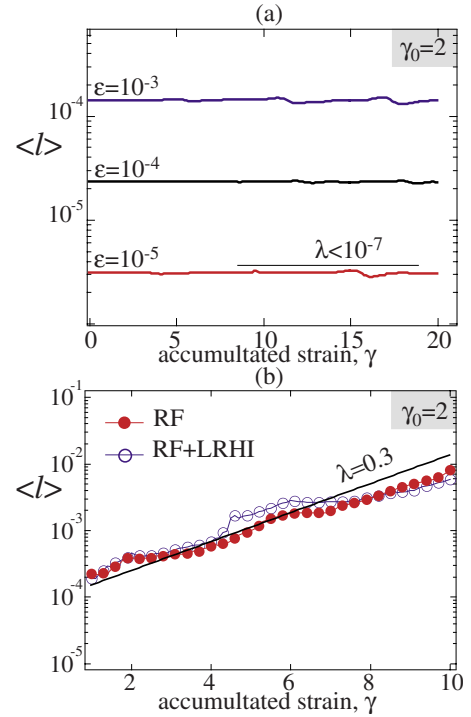 (a)
γ₀=2
ε=10⁻³
10⁻⁴
<l>
ε=10⁻⁴
10⁻⁵
ε=10⁻⁵
λ<10⁻⁷
0 5 10 15 20
accumultated strain, γ
(b)
10⁻¹
γ₀=2
RF
RF+LRHI
10⁻²
<l>
λ=0.3
10⁻³
10⁻⁴
10⁻⁵
2 4 6 8 10
accumultated strain, γ